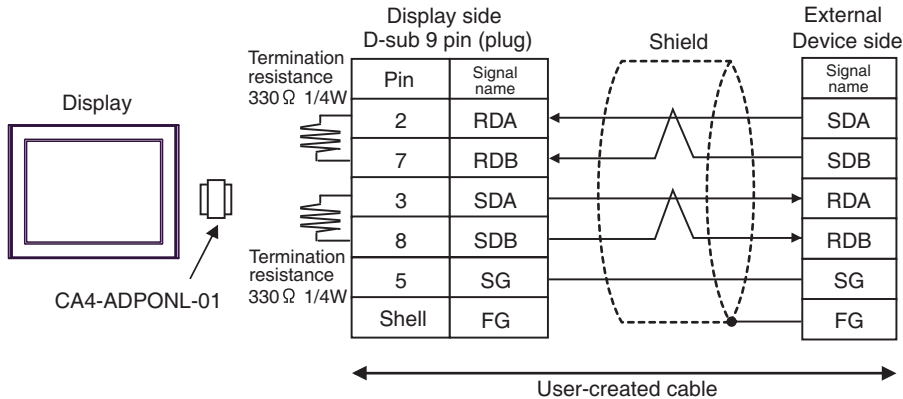 Display side
D-sub 9 pin (plug)
External
Device side
Shield
Termination
resistance
330Ω 1/4W
Display
CA4-ADPONL-01
Termination
resistance
330Ω 1/4W
Pin Signal name
2 RDA
7 RDB
3 SDA
8 SDB
5 SG
Shell FG
Signal name
SDA
SDB
RDA
RDB
SG
FG
User-created cable